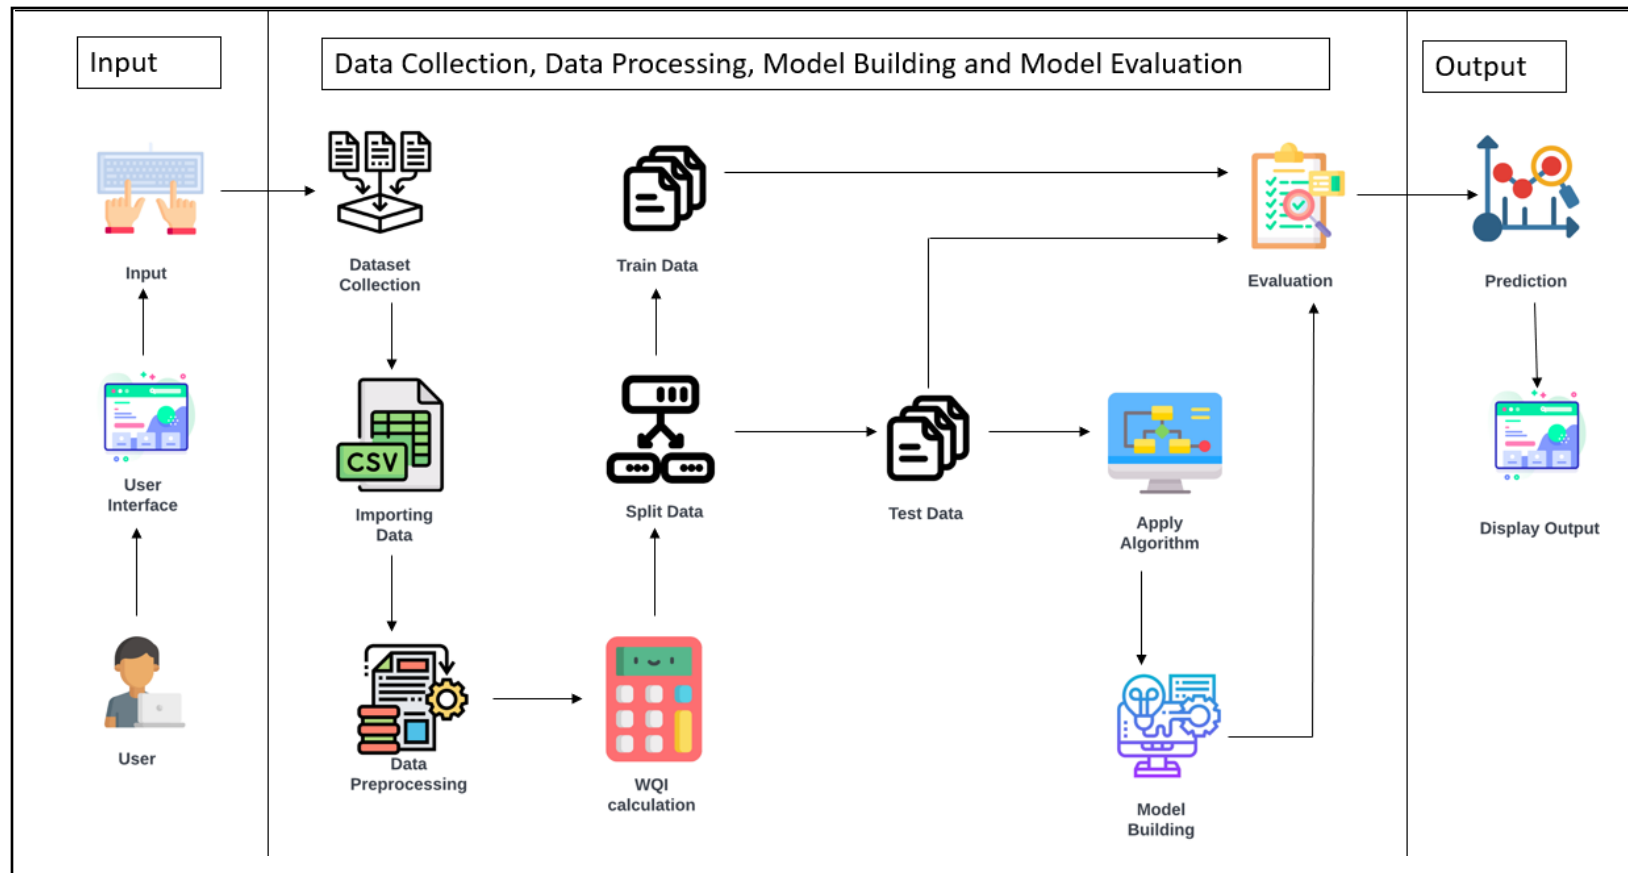 Input
Data Collection, Data Processing, Model Building and Model Evaluation
Output
Input
User
Interface
User
Dataset
Collection
Importing
Data
CSV
Data
Preprocessing
WQI
calculation
Split Data
Train Data
Test Data
Apply
Algorithm
Model
Building
Evaluation
Prediction
Display Output